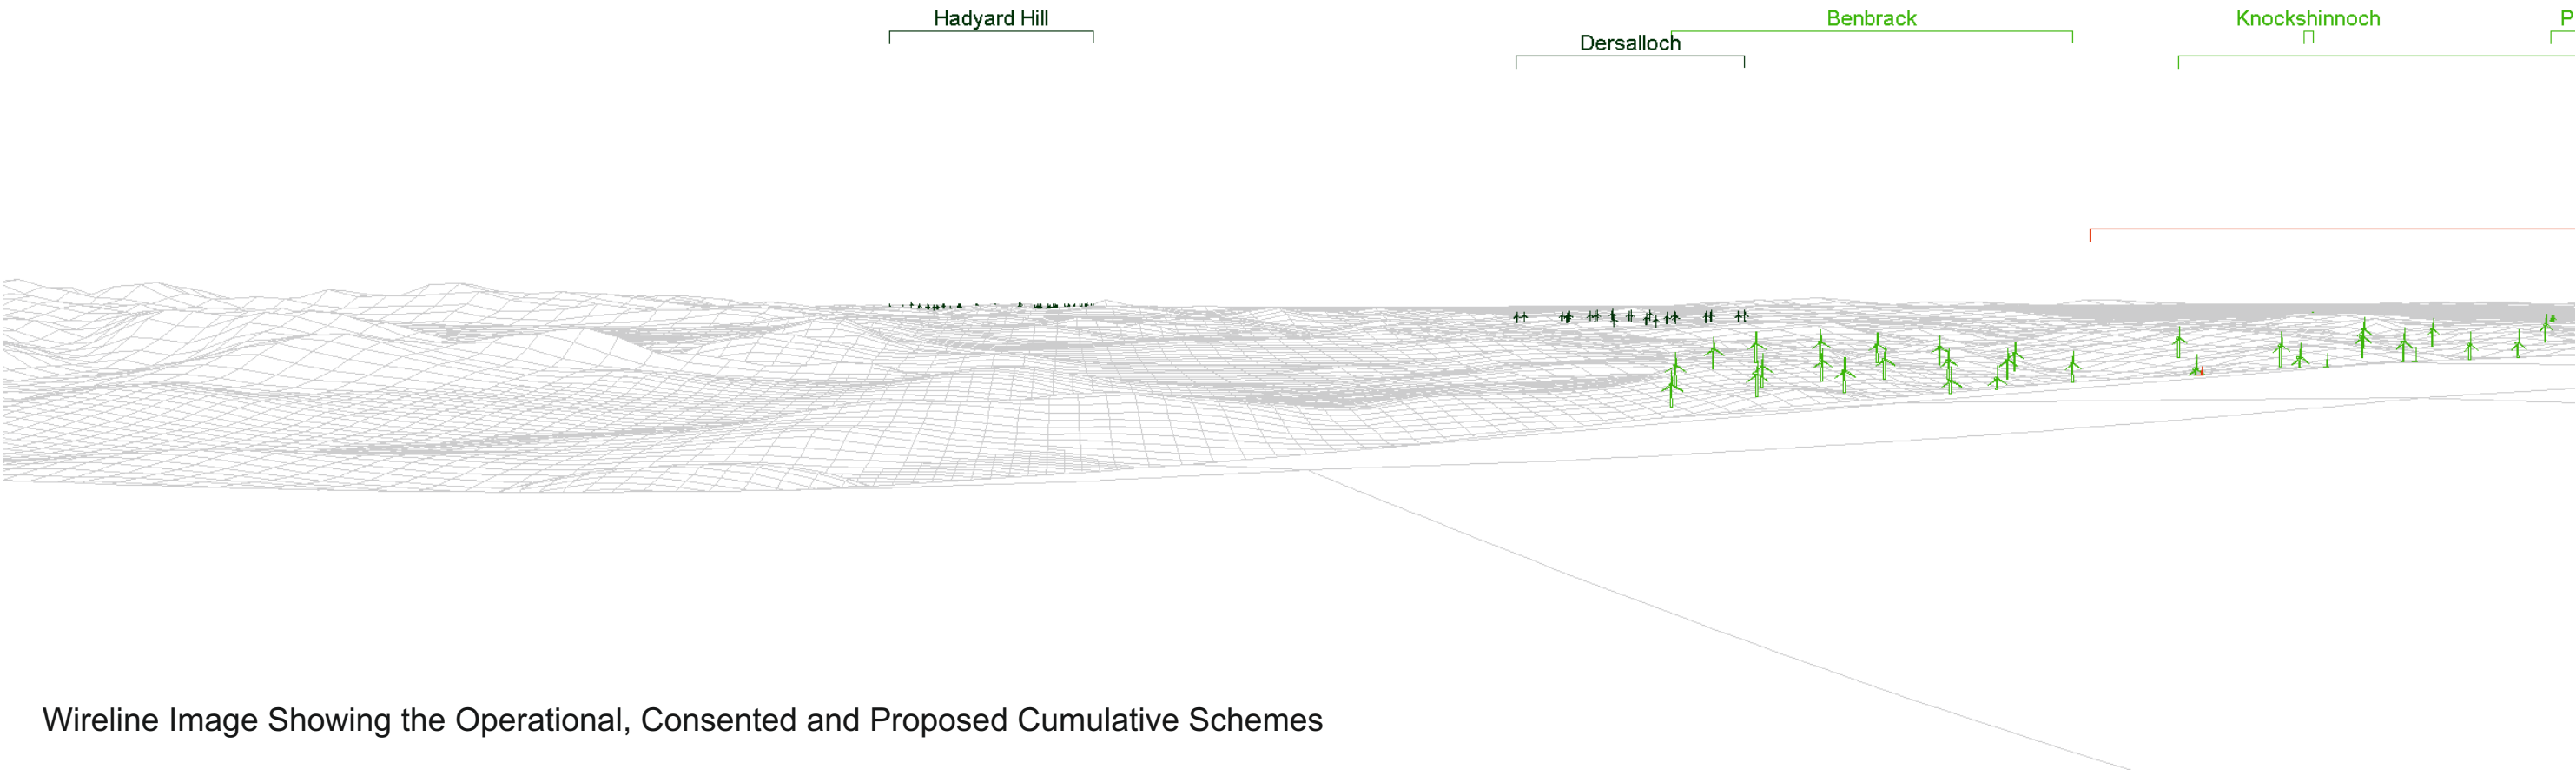 Hadyard Hill
Benbrack
Knockshinnoch
P
Dersalloch
Wireline Image Showing the Operational, Consented and Proposed Cumulative Schemes